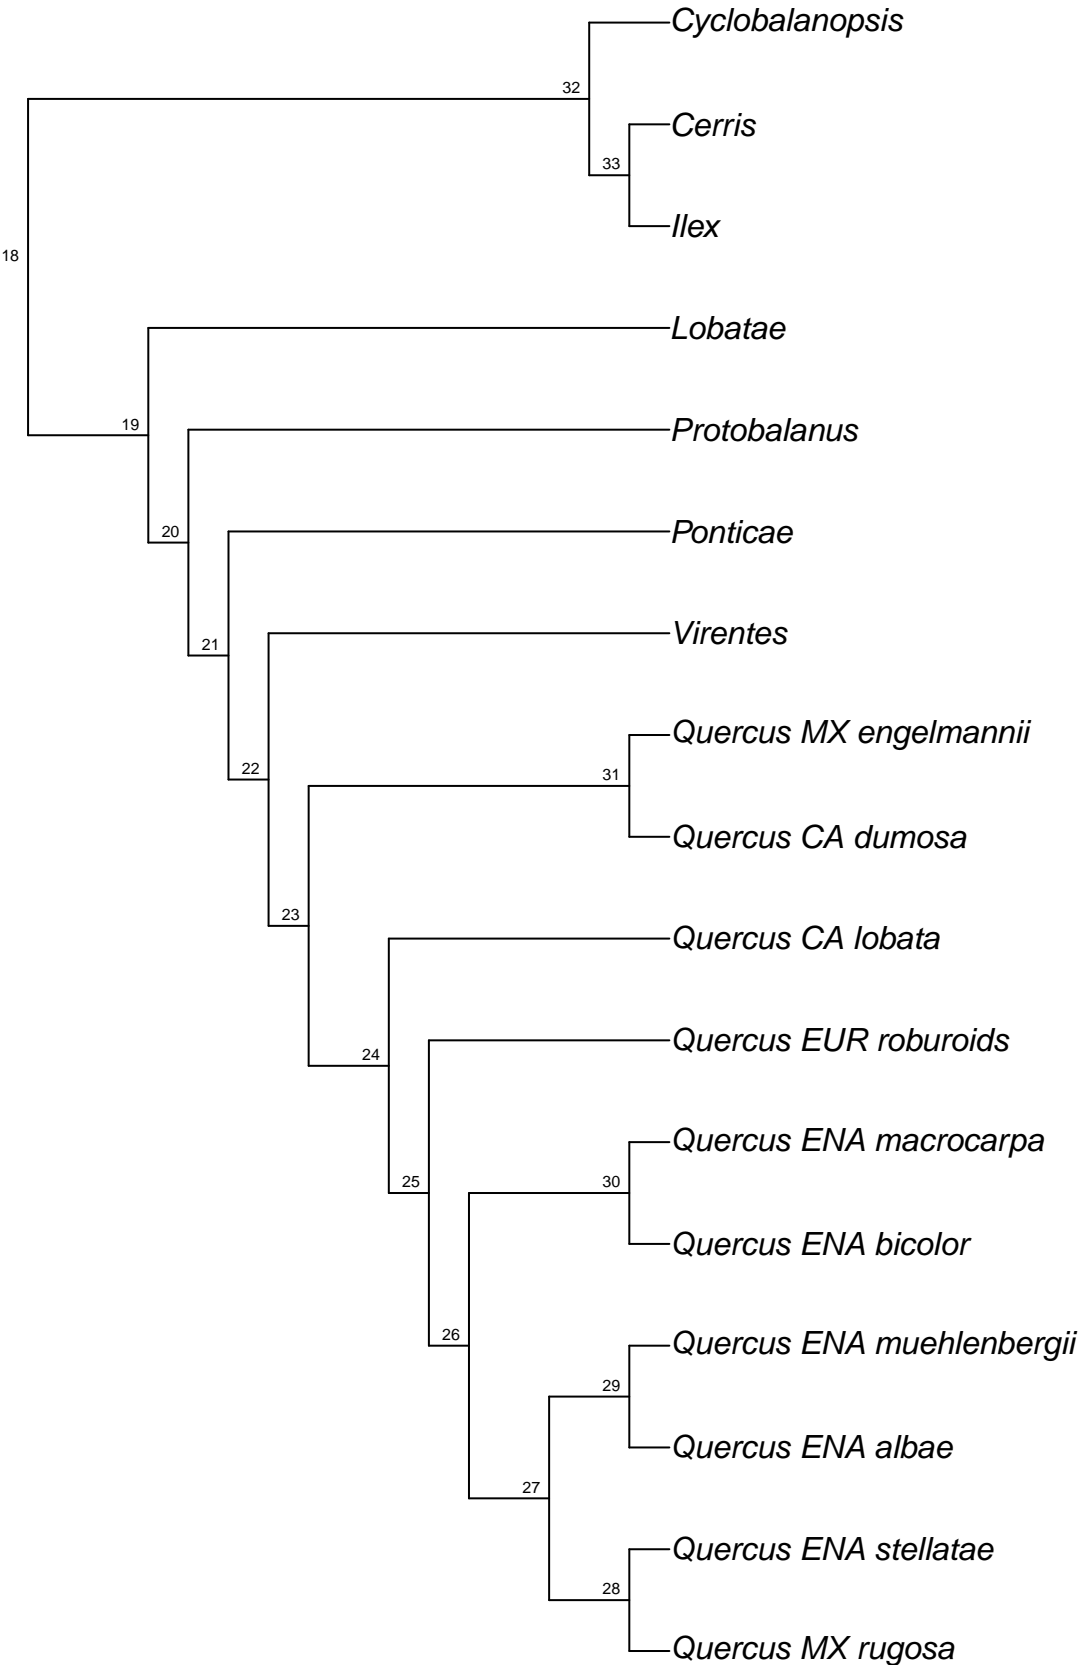 Cyclobalanopsis
32
Cerris
33
Ilex
18
Lobatae
19
Protobalanus
20
Ponticae
21
Virentes
Quercus MX engelmannii
22
31
Quercus CA dumosa
23
Quercus CA lobata
Quercus EUR roburoids
24
Quercus ENA macrocarpa
25
30
Quercus ENA bicolor
26
Quercus ENA muehlenbergii
29
Quercus ENA albae
27
Quercus ENA stellatae
28
Quercus MX rugosa